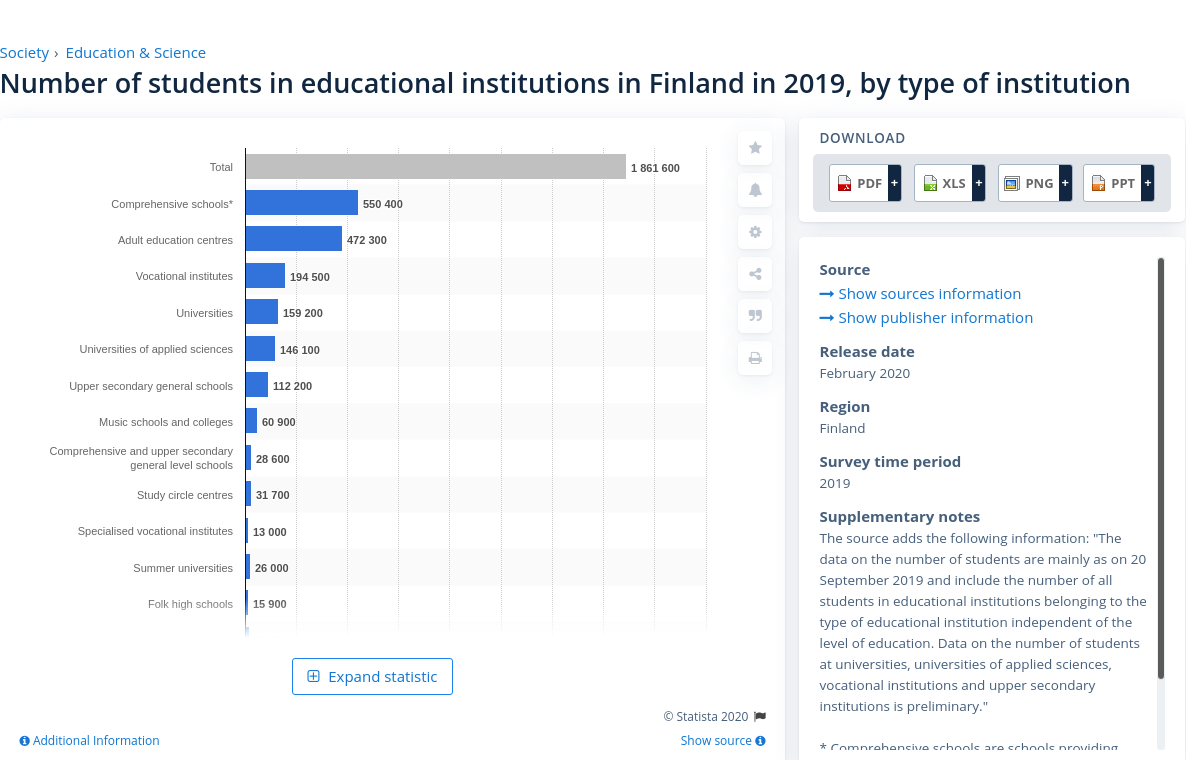 Society › Education & Science
Number of students in educational institutions in Finland in 2019, by type of institution
Total 1 861 600
Comprehensive schools* 550 400
Adult education centres 472 300
Vocational institutes 194 500
Universities 159 200
Universities of applied sciences 146 100
Upper secondary general schools 112 200
Music schools and colleges 60 900
Comprehensive and upper secondary
general level schools 28 600
Study circle centres 31 700
Specialised vocational institutes 13 000
Summer universities 26 000
Folk high schools 15 900
Expand statistic
© Statista 2020
Additional Information
Show source
DOWNLOAD
PDF + XLS + PNG + PPT +
Source
Show sources information
Show publisher information
Release date
February 2020
Region
Finland
Survey time period
2019
Supplementary notes
The source adds the following information: "The
data on the number of students are mainly as on 20
September 2019 and include the number of all
students in educational institutions belonging to the
type of educational institution independent of the
level of education. Data on the number of students
at universities, universities of applied sciences,
vocational institutions and upper secondary
institutions is preliminary."
* Comprehensive schools are schools providing